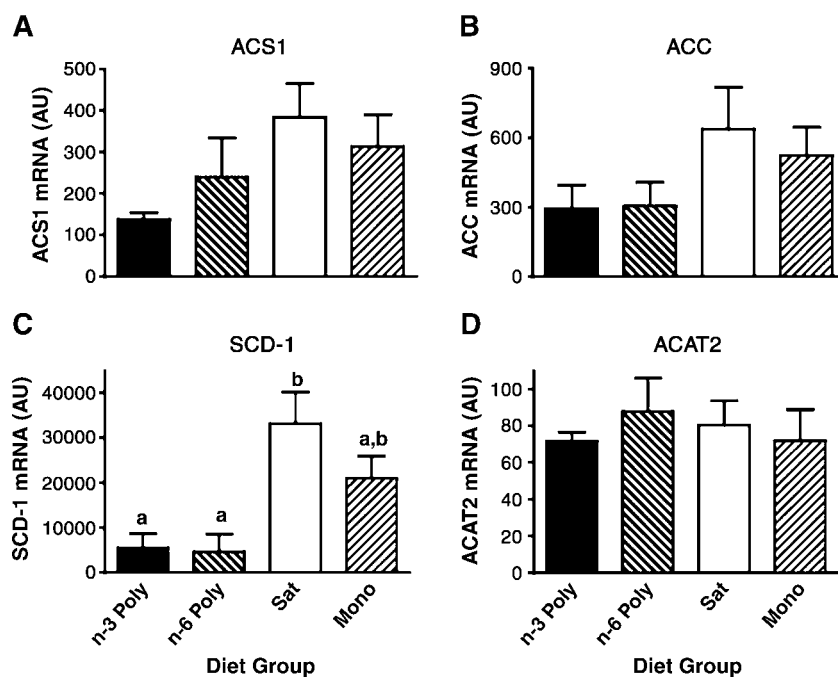 A
ACS1
ACS1 mRNA (AU)
500
400
300
200
100
0
B
ACC
ACC mRNA (AU)
900
600
300
0
C
SCD-1
SCD-1 mRNA (AU)
40000
30000
20000
10000
0
a
a
b
a,b
n-3 Poly
n-6 Poly
Sat
Mono
Diet Group
D
ACAT2
ACAT2 mRNA (AU)
100
80
60
40
20
0
n-3 Poly
n-6 Poly
Sat
Mono
Diet Group